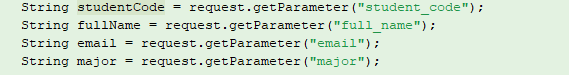 String studentCode = request.getParameter("student_code");
String fullName = request.getParameter("full_name");
String email = request.getParameter("email");
String major = request.getParameter("major");